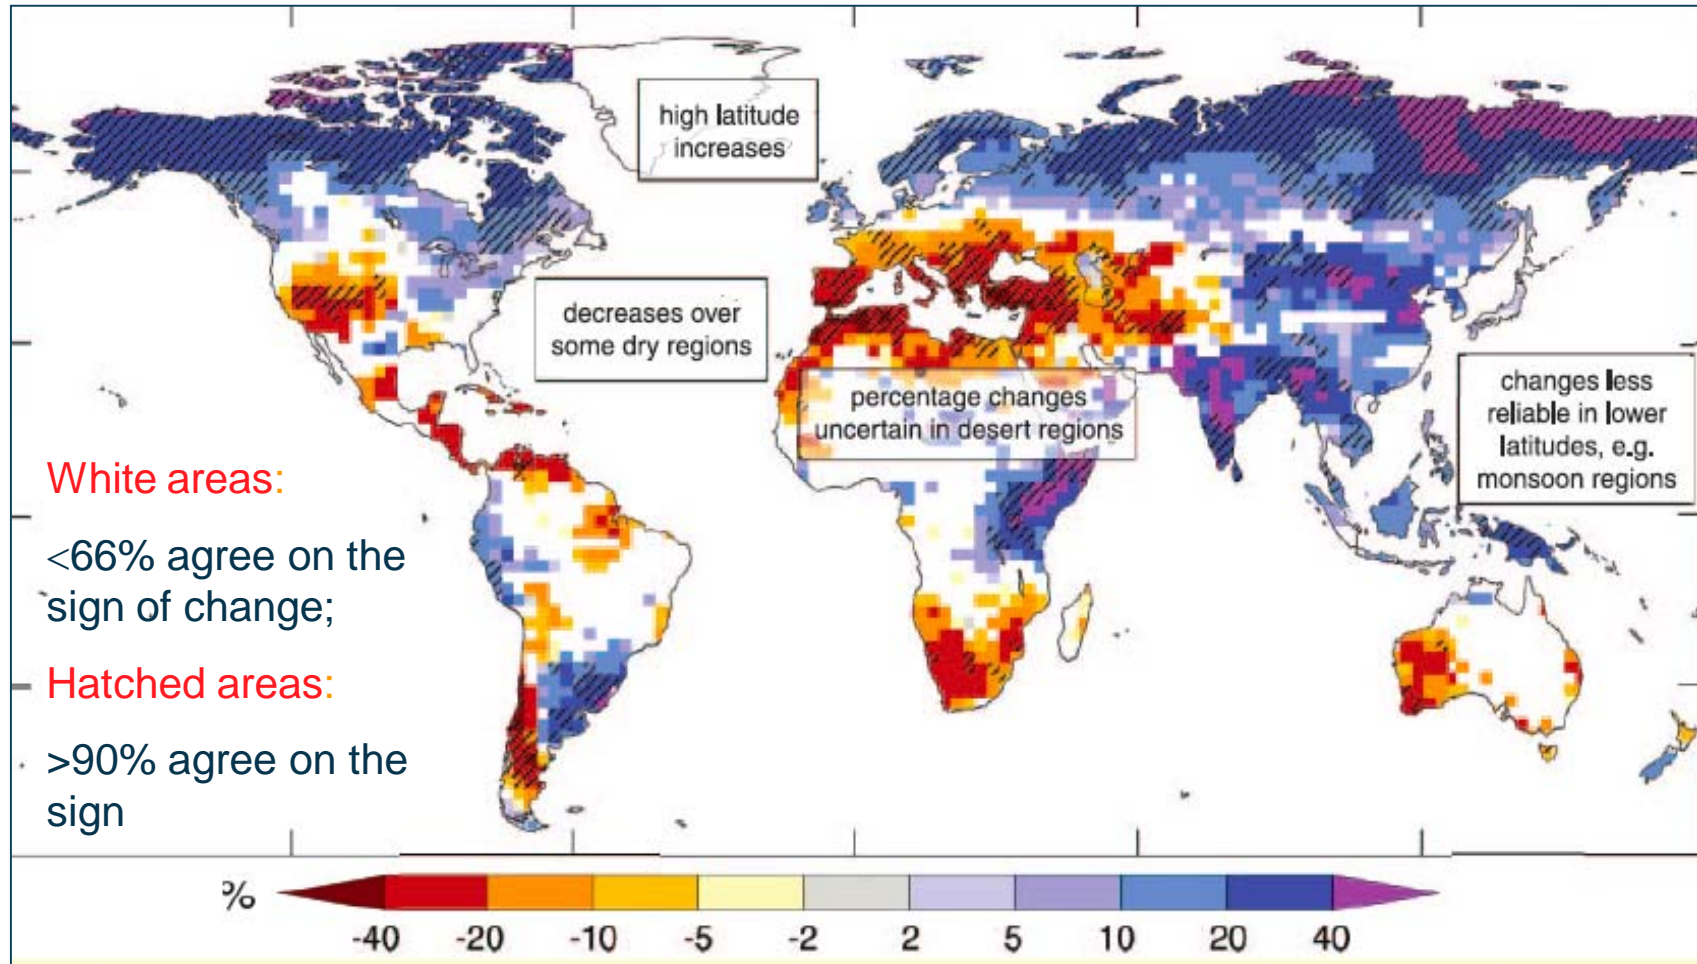 high latitude
increases
decreases over
some dry regions
percentage changes
uncertain in desert regions
changes less
reliable in lower
latitudes, e.g.
monsoon regions
White areas:
<66% agree on the
sign of change;
Hatched areas:
>90% agree on the
sign
%
-40 -20 -10 -5 -2 2 5 10 20 40